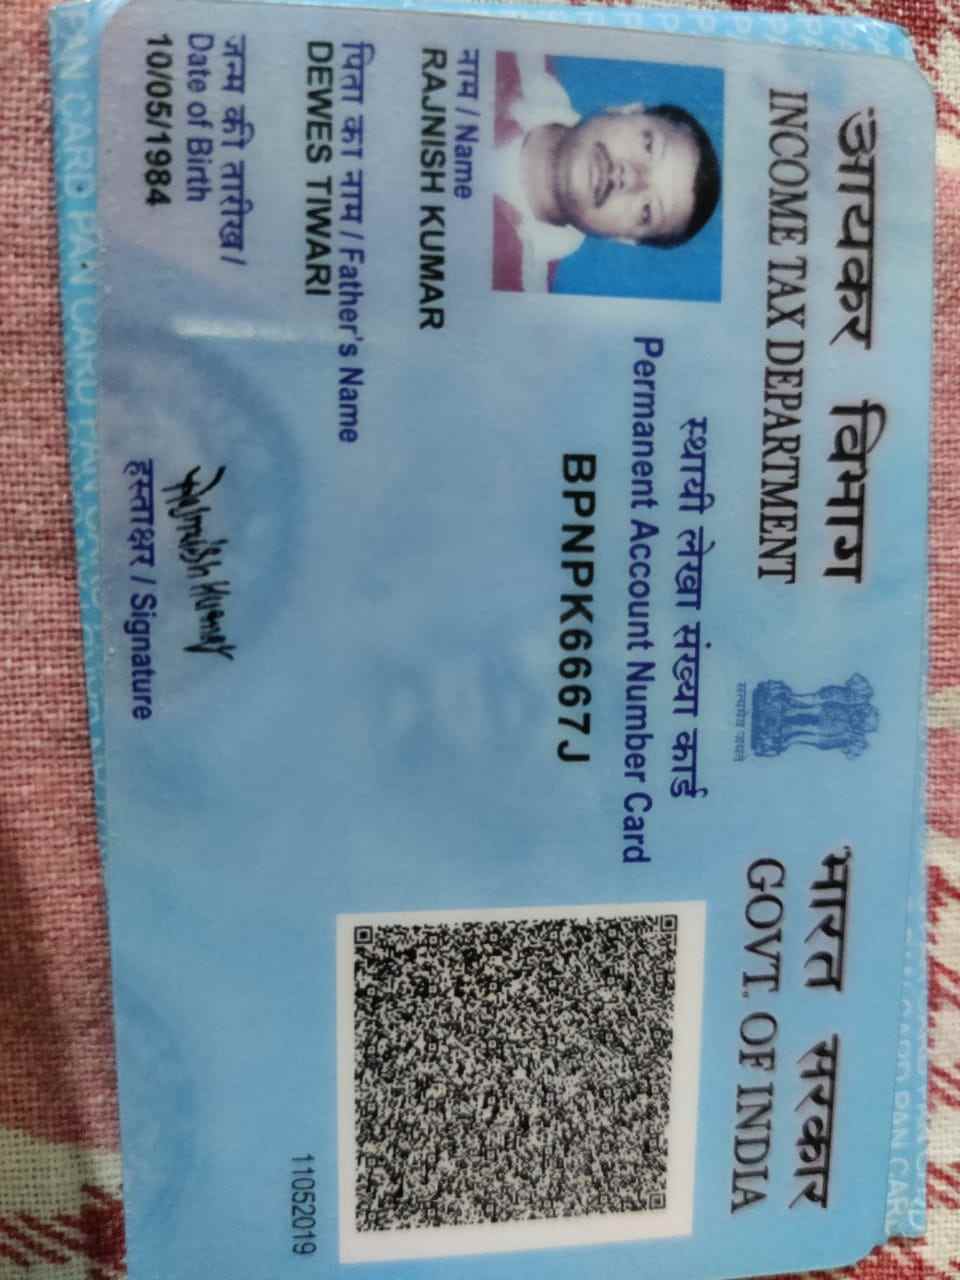 आयकर विभाग
INCOME TAX DEPARTMENT
सत्यमेव जयते
भारत सरकार
GOVT. OF INDIA
स्थायी लेखा संख्या कार्ड
Permanent Account Number Card
BPNPK6667J
नाम / Name
RAJNISH KUMAR
पिता का नाम / Father's Name
DEWES TIWARI
जन्म की तारीख /
Date of Birth
10/05/1984
Rajnish Kumar
हस्ताक्षर / Signature
11052019
PAN CARD PAN CARD PAN CARD